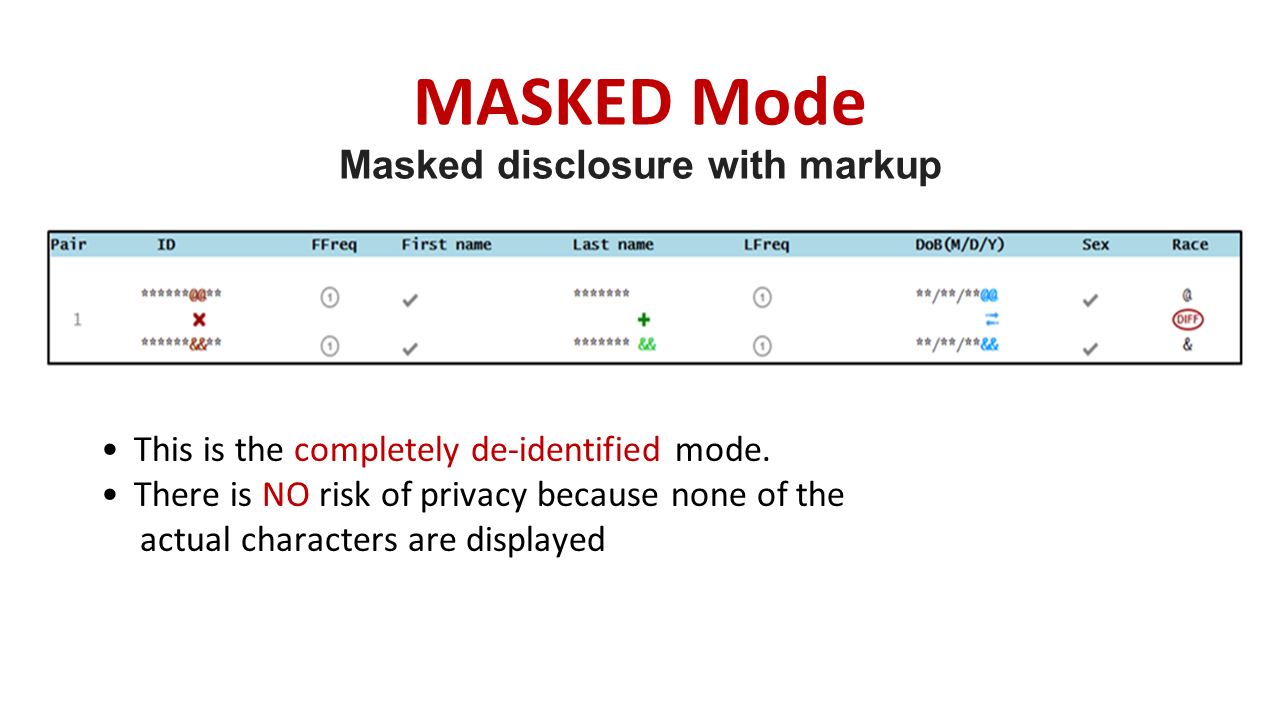 MASKED Mode
Masked disclosure with markup
Pair ID FFreq First name Last name LFreq DoB(M/D/Y) Sex Race
******@@** ① ✔ ******* ① **/**/**@@ ✔ @
1 ✖ + ⇄ DIFF
******&&** ① ✔ ******* && ① **/**/**&& ✔ &
• This is the completely de-identified mode.
• There is NO risk of privacy because none of the
actual characters are displayed